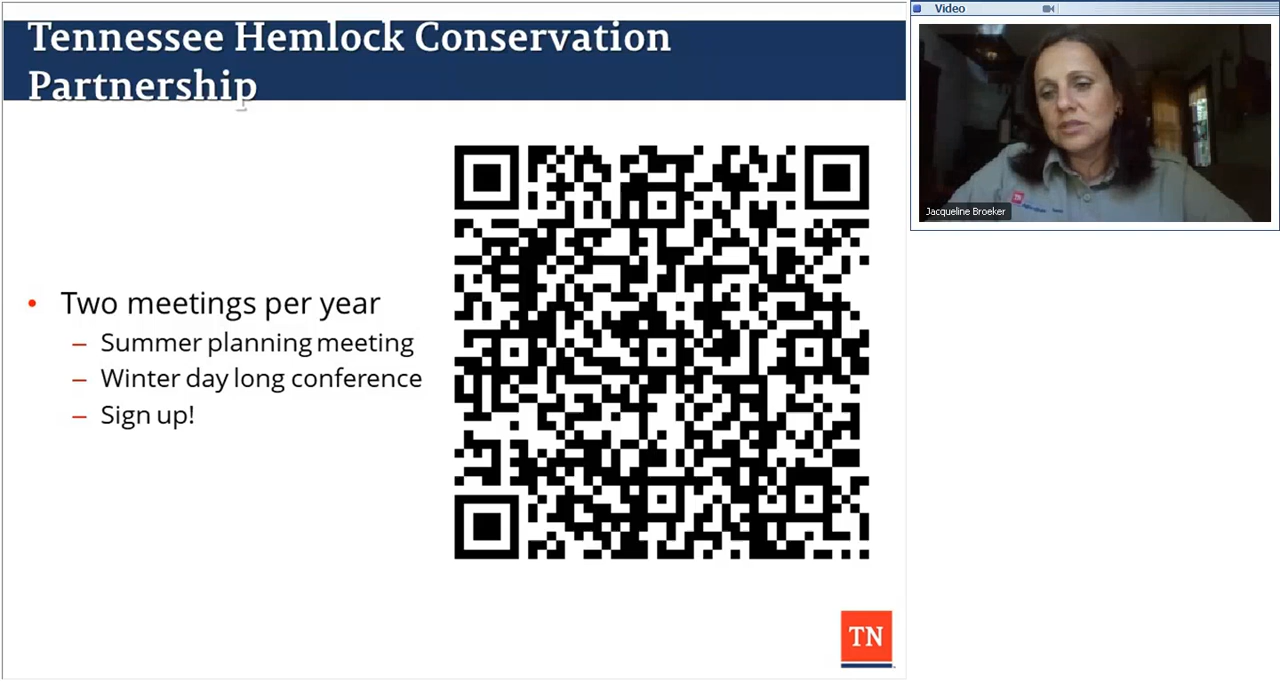 Tennessee Hemlock Conservation
Partnership
Video
Jacqueline Broeker
• Two meetings per year
– Summer planning meeting
– Winter day long conference
– Sign up!
TN
TN